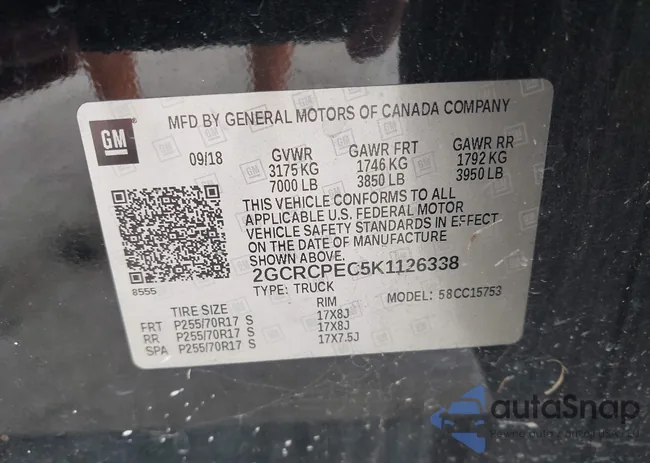 MFD BY GENERAL MOTORS OF CANADA COMPANY
GM
09/18 GVWR GAWR FRT GAWR RR
3175 KG 1746 KG 1792 KG
7000 LB 3850 LB 3950 LB
THIS VEHICLE CONFORMS TO ALL
APPLICABLE U.S. FEDERAL MOTOR
VEHICLE SAFETY STANDARDS IN EFFECT
ON THE DATE OF MANUFACTURE
SHOWN ABOVE.
2GCRCPEC5K1126338
8555
TYPE: TRUCK MODEL: 58CC15753
TIRE SIZE RIM
FRT P255/70R17 S 17X8J
RR P255/70R17 S 17X8J
SPA P255/70R17 S 17X7.5J
autaSnap